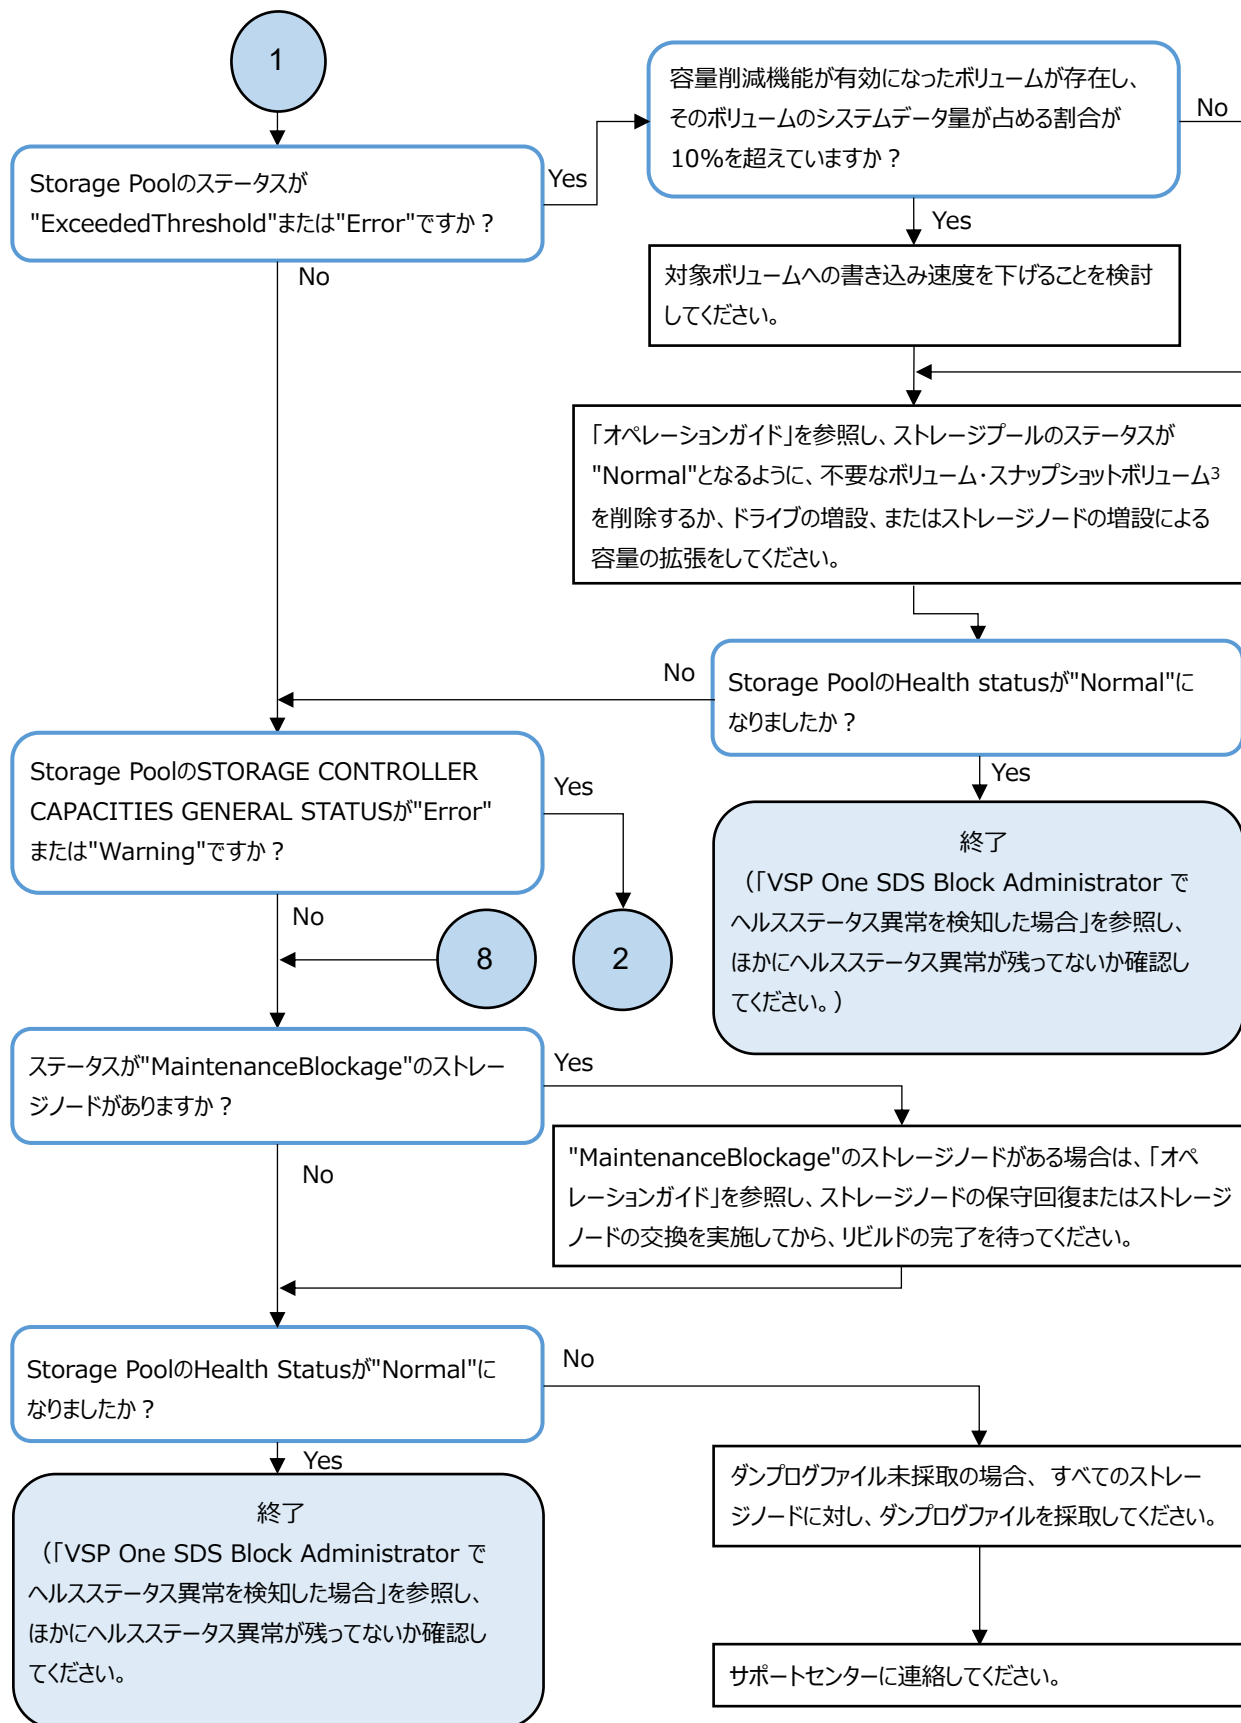 1
容量削減機能が有効になったボリュームが存在し、
そのボリュームのシステムデータ量が占める割合が
10%を超えていますか？
No
Storage Poolのステータスが
"ExceededThreshold"または"Error"ですか？
Yes
Yes
No
対象ボリュームへの書き込み速度を下げることを検討
してください。
「オペレーションガイド」を参照し、ストレージプールのステータスが
"Normal"となるように、不要なボリューム・スナップショットボリューム3
を削除するか、ドライブの増設、またはストレージノードの増設による
容量の拡張をしてください。
No
Storage PoolのHealth statusが"Normal"に
なりましたか？
Yes
Storage PoolのSTORAGE CONTROLLER
CAPACITIES GENERAL STATUSが"Error"
または"Warning"ですか？
Yes
終了
（「VSP One SDS Block Administrator で
ヘルスステータス異常を検知した場合」を参照し、
ほかにヘルスステータス異常が残ってないか確認し
てください。）
No
8
2
ステータスが"MaintenanceBlockage"のストレー
ジノードがありますか？
Yes
No
"MaintenanceBlockage"のストレージノードがある場合は、「オペ
レーションガイド」を参照し、ストレージノードの保守回復またはストレージ
ノードの交換を実施してから、リビルドの完了を待ってください。
Storage PoolのHealth Statusが"Normal"に
なりましたか？
No
Yes
終了
（「VSP One SDS Block Administrator で
ヘルスステータス異常を検知した場合」を参照し、
ほかにヘルスステータス異常が残ってないか確認し
てください。
ダンプログファイル未採取の場合、すべてのストレー
ジノードに対し、ダンプログファイルを採取してください。
サポートセンターに連絡してください。